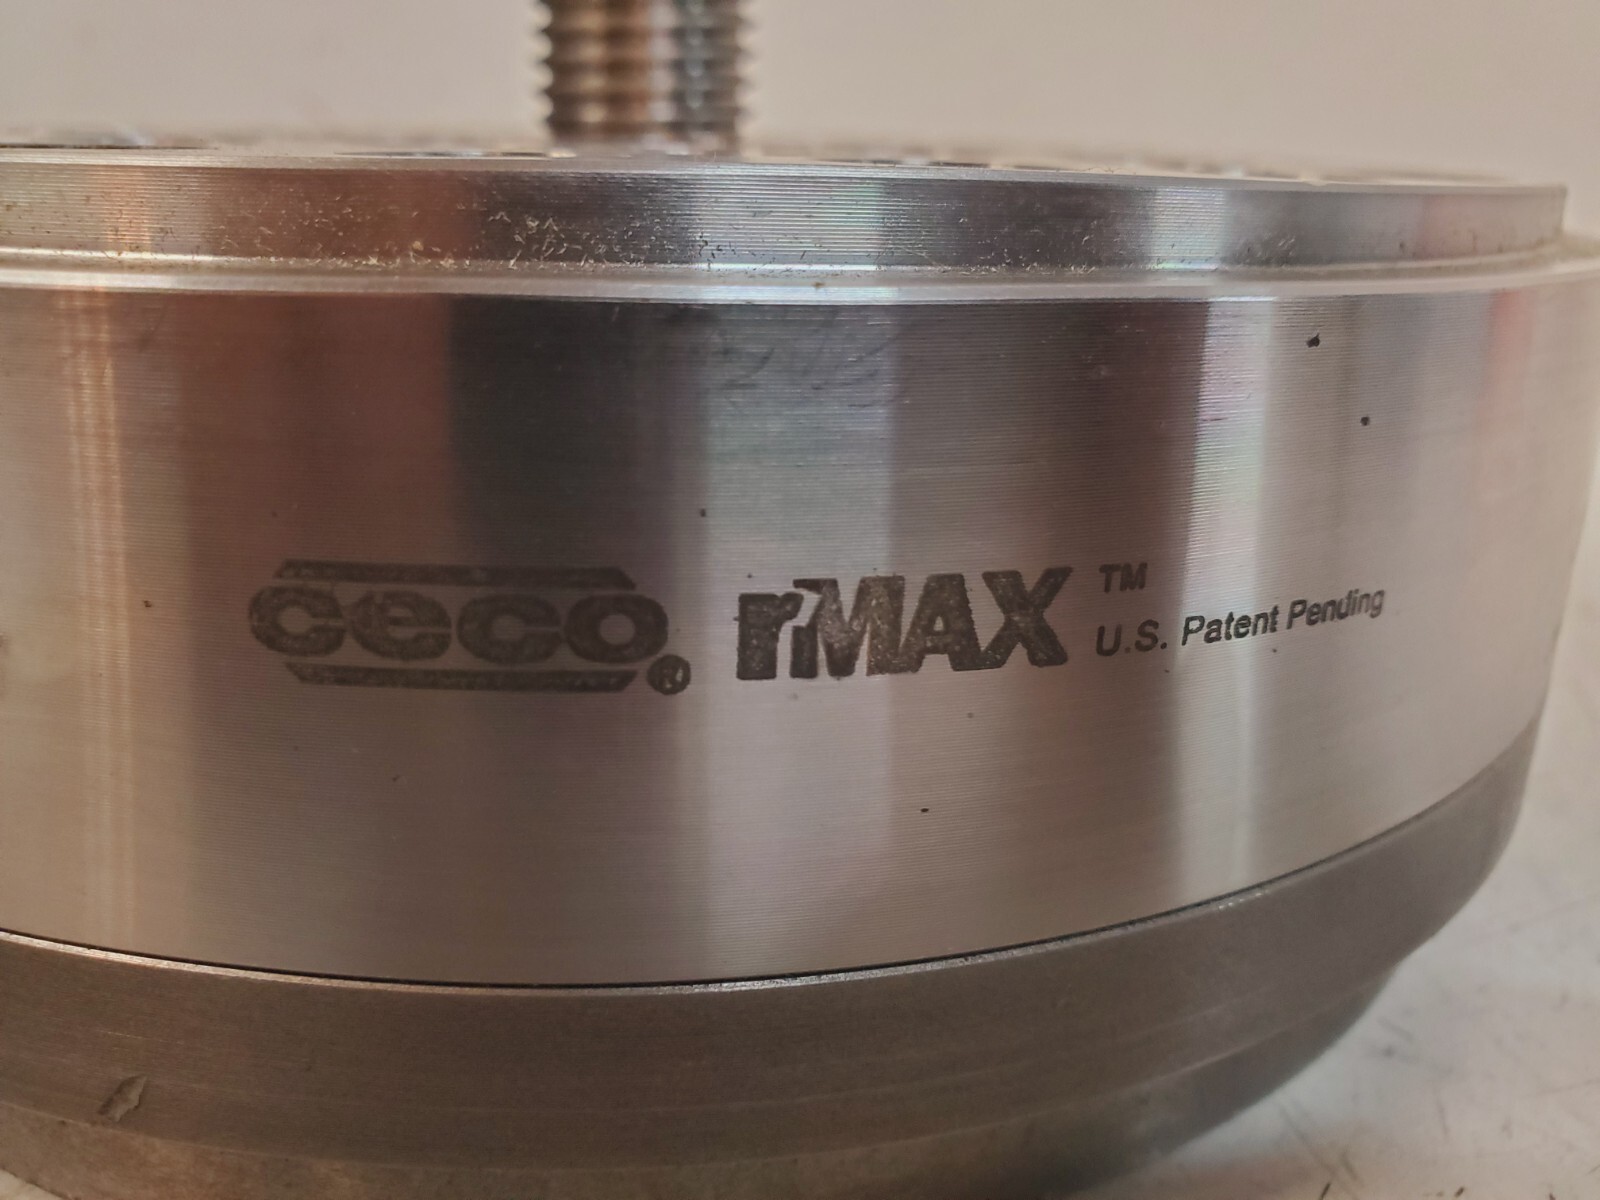 ceco® rMAX ™
U.S. Patent Pending